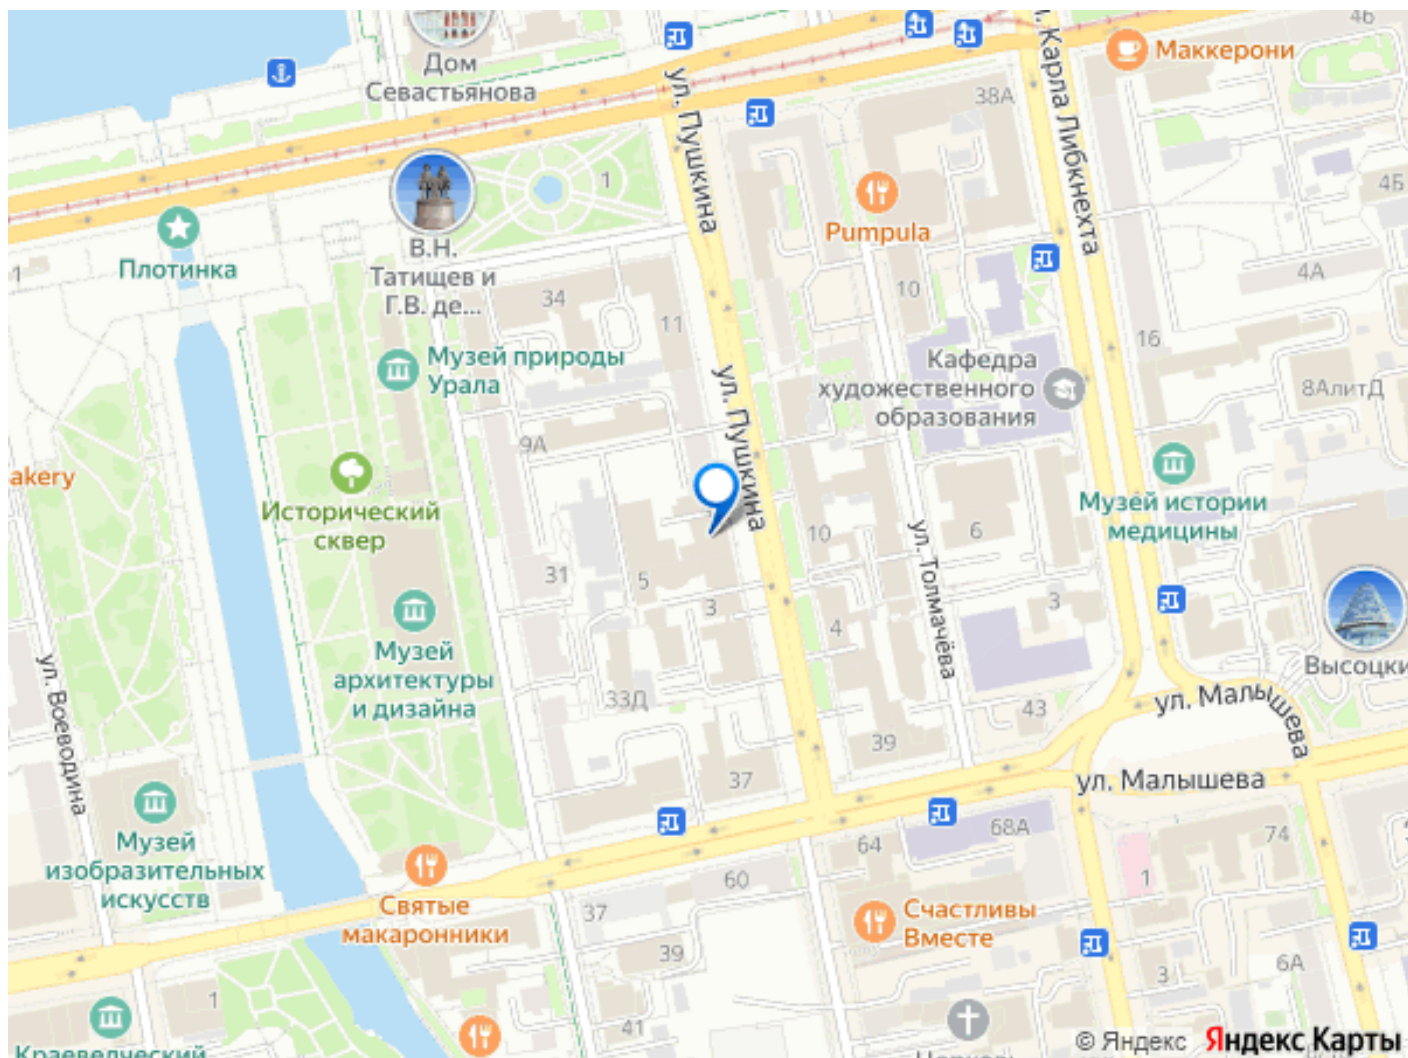 4Б
Маккерони
Дом
Севастьянова
ул. Пушкина
38А
Карла Либкнехта
1
4Б
Pumpula
В.Н.
Татищев и
Г.В. де...
Плотинка
1
4А
34
10
11
16
Музей природы
Урала
ул. Пушкина
Кафедра
художественного
образования
8АлитД
9А
akery
Исторический
сквер
Музей истории
медицины
10
ул. Толмачёва
6
31
5
3
3
4
Музей
архитектуры
и дизайна
ул. Воеводина
Высоцки
33Д
ул. Малышева
43
39
37
ул. Малышева
Музей
изобразительных
искусств
64
68А
74
60
1
Святые
макаронники
37
Счастливы
Вместе
39
3
6А
1
41
Краеведческий
© Яндекс Яндекс Карты